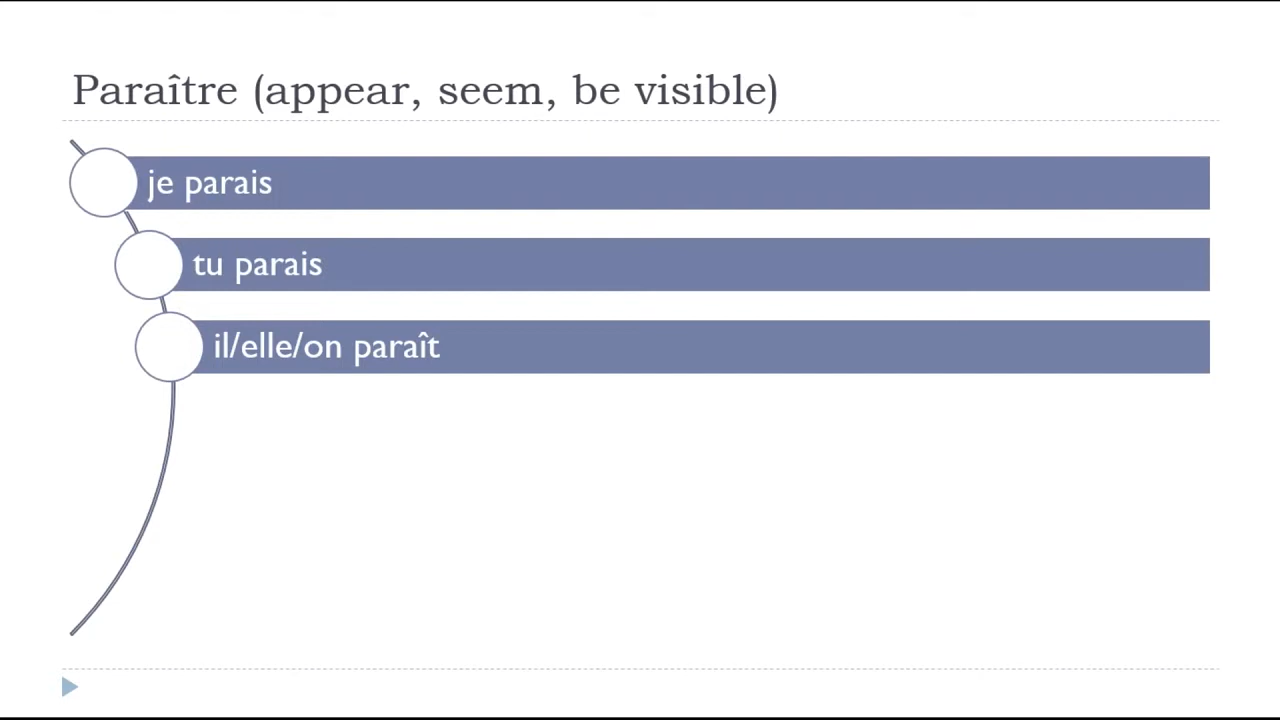 Paraître (appear, seem, be visible)
je parais
tu parais
il/elle/on paraît